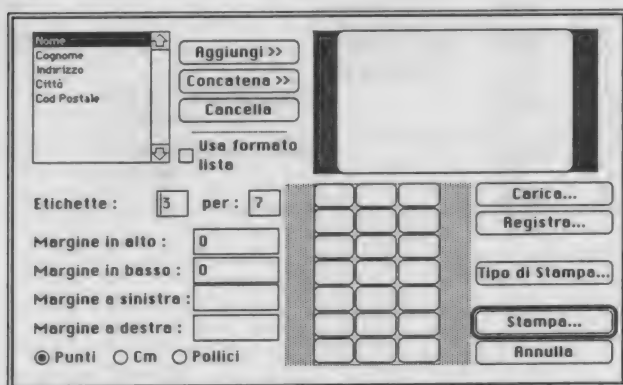 Nome
Cognome
Indirizzo
Città
Cod Postale
Aggiungi >>
Concatena >>
Cancella
Usa formato
lista
Etichette : 3 per : 7
Margine in alto : 0
Margine in basso : 0
Margine a sinistra :
Margine a destra :
Punti Cm Pollici
Carica...
Registra...
Tipo di Stampa...
Stampa...
Annulla